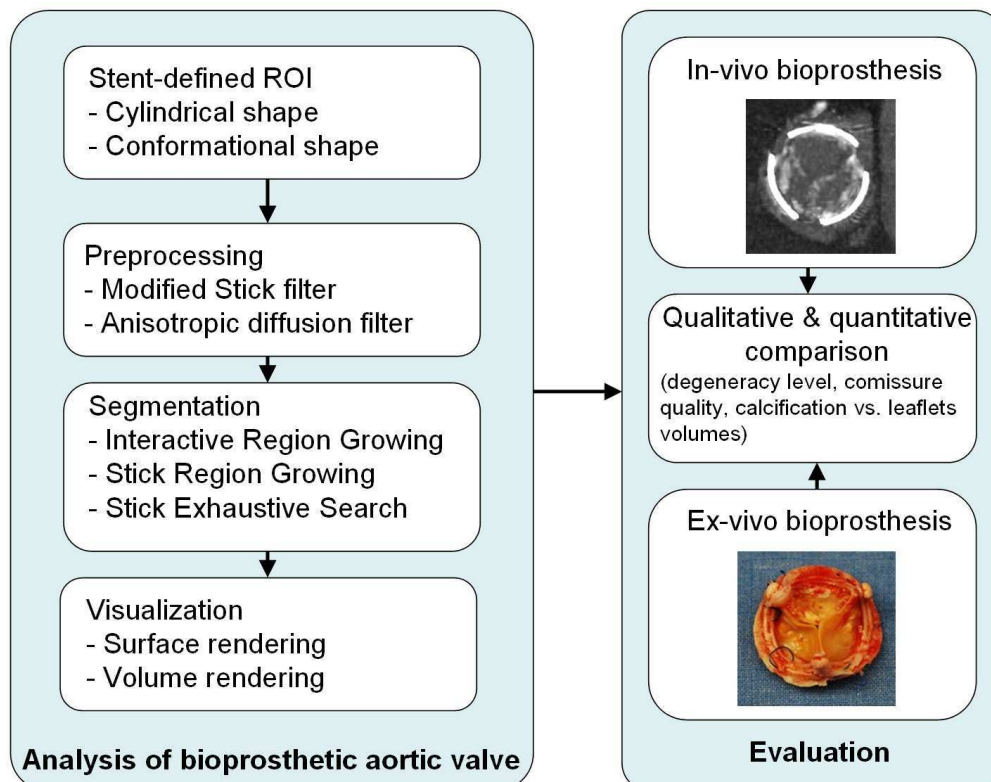 Stent-defined ROI
- Cylindrical shape
- Conformational shape
Preprocessing
- Modified Stick filter
- Anisotropic diffusion filter
Segmentation
- Interactive Region Growing
- Stick Region Growing
- Stick Exhaustive Search
Visualization
- Surface rendering
- Volume rendering
Analysis of bioprosthetic aortic valve
In-vivo bioprosthesis
Qualitative & quantitative
comparison
(degeneracy level, comissure
quality, calcification vs. leaflets
volumes)
Ex-vivo bioprosthesis
Evaluation